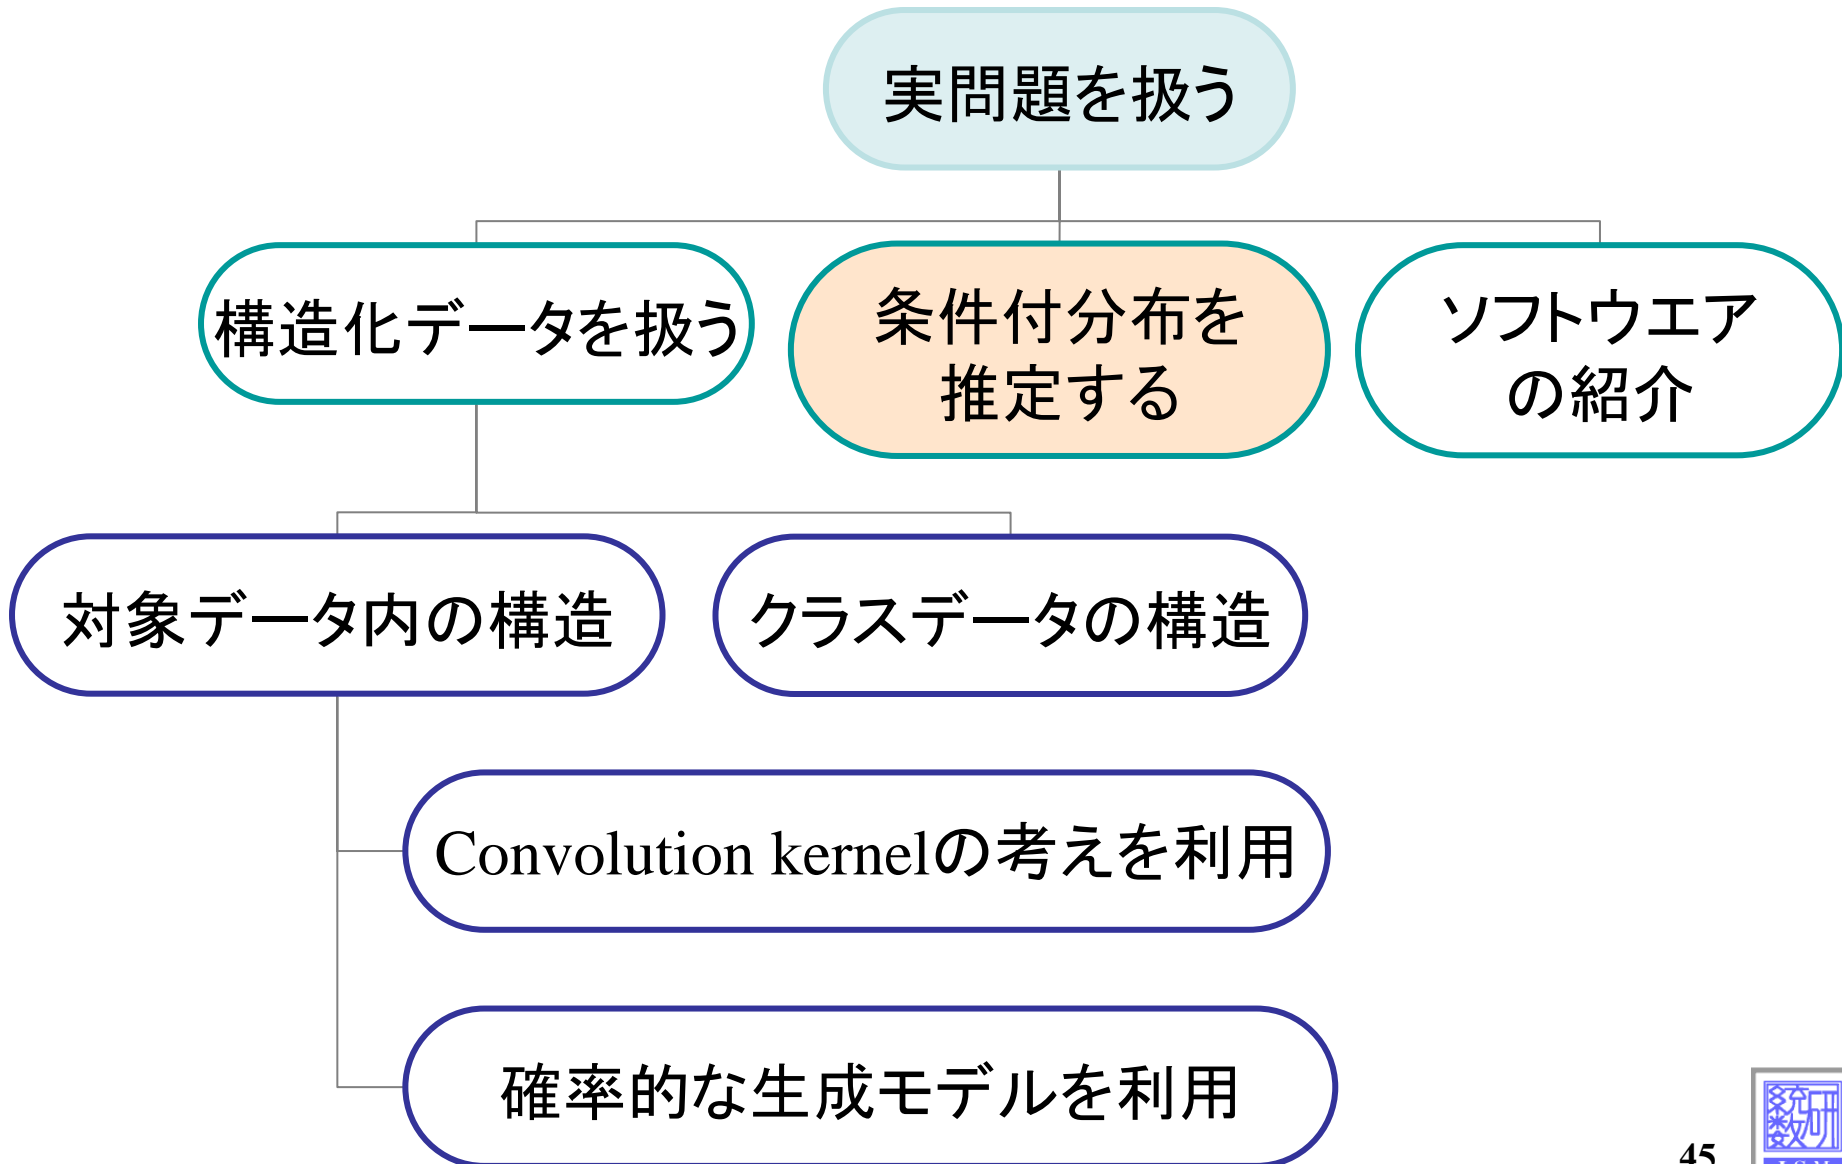 実問題を扱う
構造化データを扱う
条件付分布を
推定する
ソフトウエア
の紹介
対象データ内の構造
クラスデータの構造
Convolution kernelの考えを利用
確率的な生成モデルを利用
45
統数研